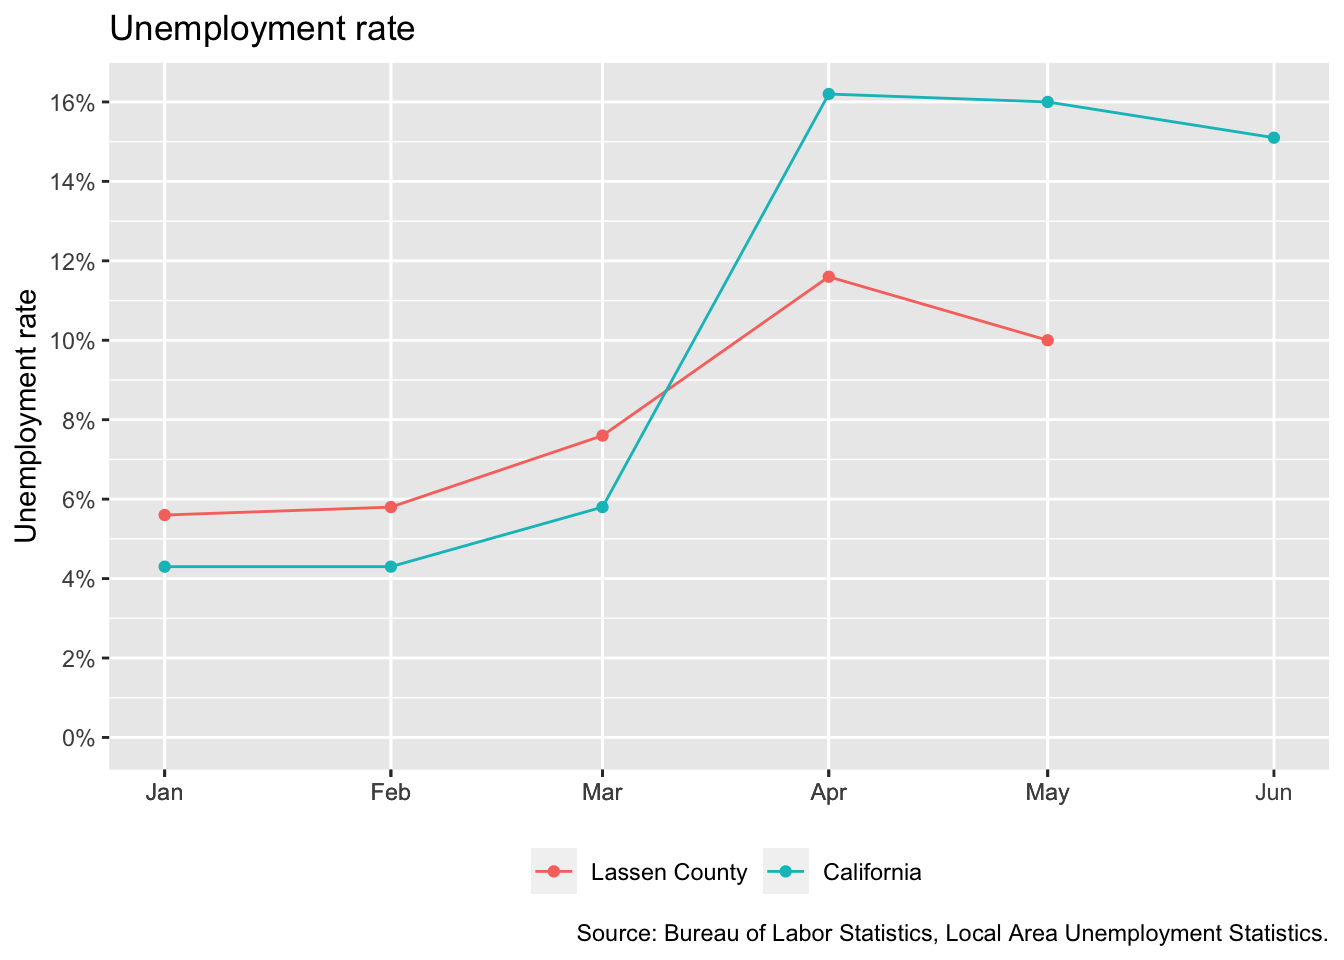 Unemployment rate
Unemployment rate
16%
14%
12%
10%
8%
6%
4%
2%
0%
Jan Feb Mar Apr May Jun
Lassen County California
Source: Bureau of Labor Statistics, Local Area Unemployment Statistics.